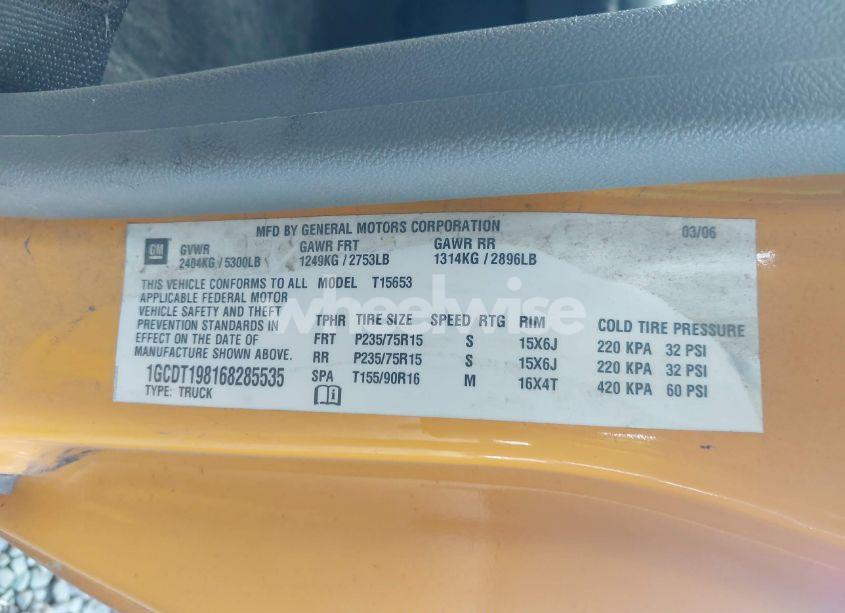 MFD BY GENERAL MOTORS CORPORATION 03/06
GM GVWR GAWR FRT GAWR RR
2404KG / 5300LB 1249KG / 2753LB 1314KG / 2896LB
THIS VEHICLE CONFORMS TO ALL MODEL T15653
APPLICABLE FEDERAL MOTOR
VEHICLE SAFETY AND THEFT
PREVENTION STANDARDS IN
EFFECT ON THE DATE OF
MANUFACTURE SHOWN ABOVE.
1GCDT198168285535
TYPE: TRUCK
TPHR TIRE SIZE SPEED RTG RIM COLD TIRE PRESSURE
FRT P235/75R15 S 15X6J 220 KPA 32 PSI
RR P235/75R15 S 15X6J 220 KPA 32 PSI
SPA T155/90R16 M 16X4T 420 KPA 60 PSI
wheelwise